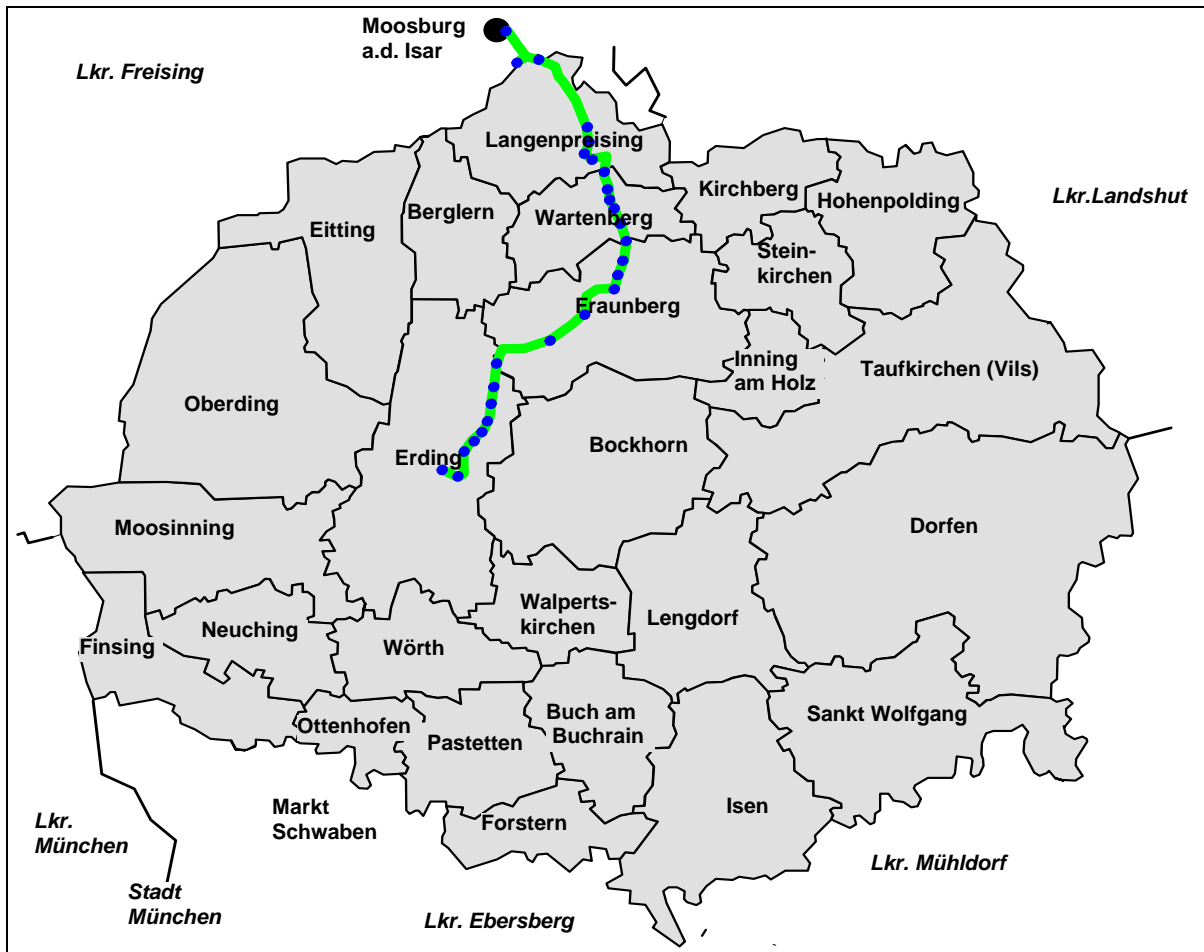 Moosburg
a.d. Isar
Lkr. Freising
Langenpreising
Kirchberg
Hohenpolding
Lkr.Landshut
Berglern
Wartenberg
Eitting
Stein-
kirchen
Fraunberg
Inning
am Holz
Taufkirchen (Vils)
Oberding
Bockhorn
Erding
Moosinning
Dorfen
Walperts-
kirchen
Lengdorf
Neuching
Wörth
Finsing
Ottenhofen
Pastetten
Buch am
Buchrain
Sankt Wolfgang
Markt
Schwaben
Forstern
Isen
Lkr.
München
Lkr. Mühldorf
Stadt
München
Lkr. Ebersberg